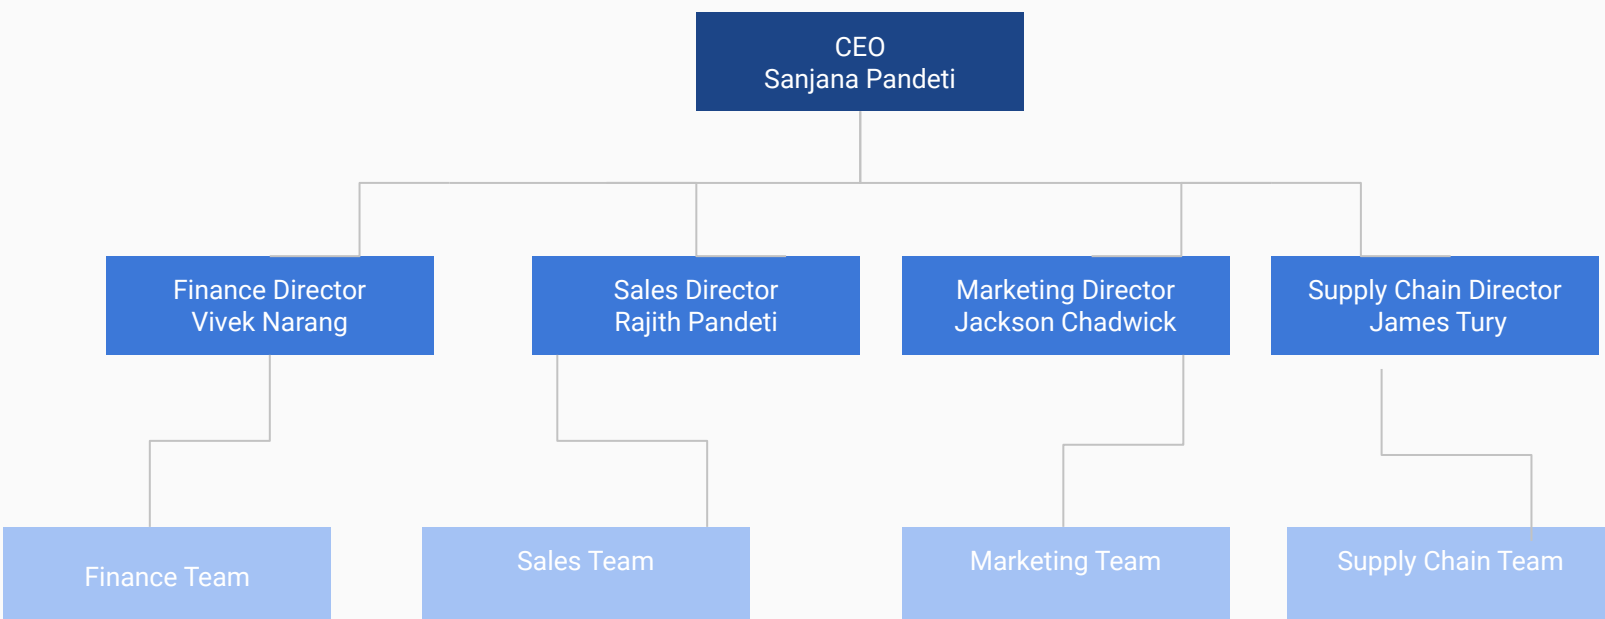 CEO
Sanjana Pandeti
Finance Director
Vivek Narang
Sales Director
Rajith Pandeti
Marketing Director
Jackson Chadwick
Supply Chain Director
James Tury
Finance Team
Sales Team
Marketing Team
Supply Chain Team